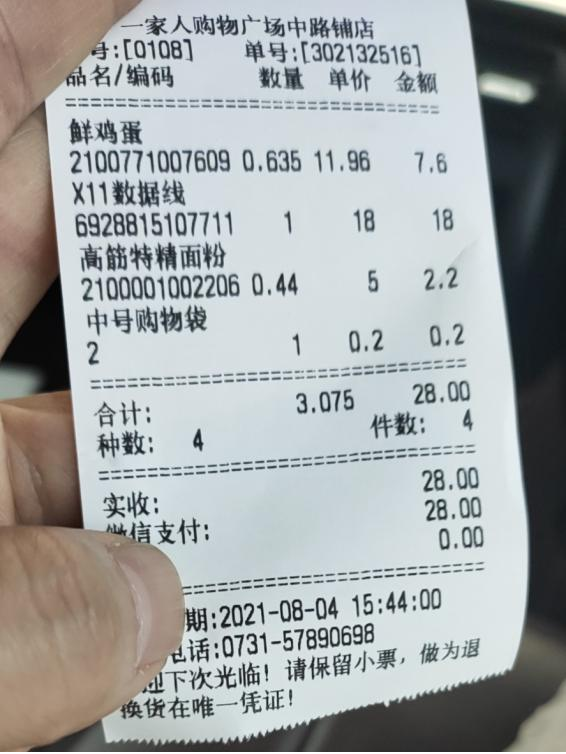 一家人购物广场中路铺店
号:[0108] 单号:[302132516]
品名/编码 数量 单价 金额
鲜鸡蛋
2100771007609 0.635 11.96 7.6
X11数据线
6928815107711 1 18 18
高筋特精面粉
2100001002206 0.44 5 2.2
中号购物袋
2 1 0.2 0.2
合计: 3.075 28.00
种数: 4 件数: 4
实收: 28.00
微信支付: 28.00
0.00
期:2021-08-04 15:44:00
电话:0731-57890698
迎下次光临! 请保留小票, 做为退
换货在唯一凭证!